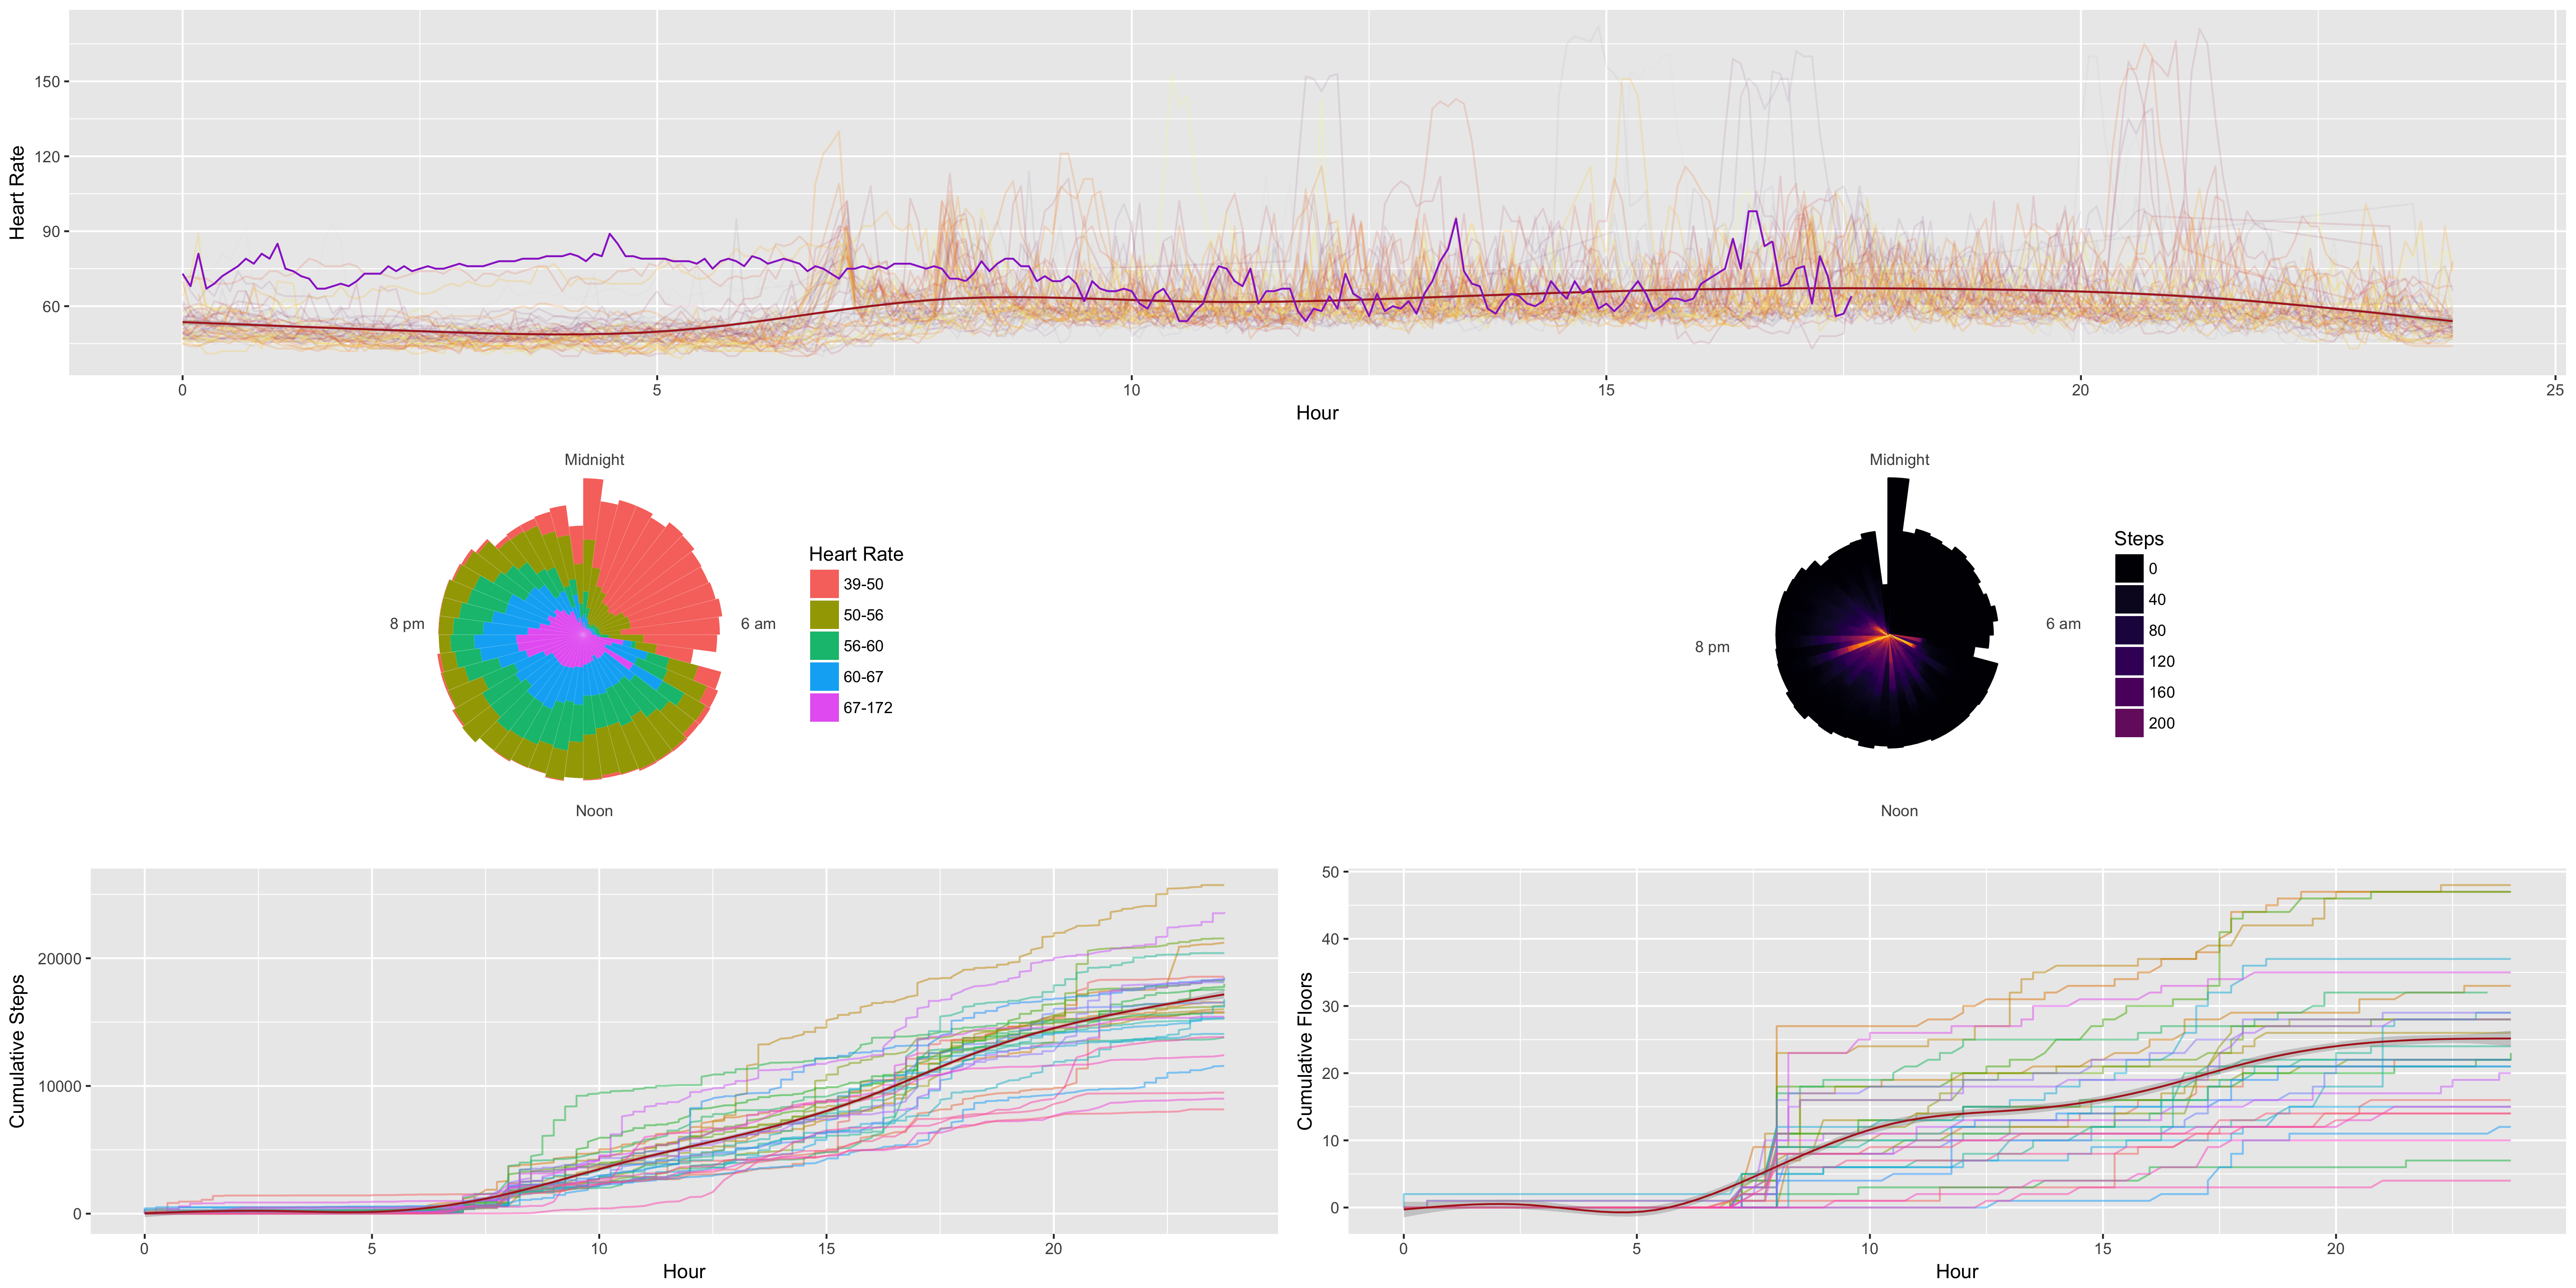 Heart Rate
150
120
90
60
0 5 10 15 20 25
Hour
Midnight
8 pm
6 am
Noon
Heart Rate
39-50
50-56
56-60
60-67
67-172
Midnight
8 pm
6 am
Noon
Steps
0
40
80
120
160
200
Cumulative Steps
20000
10000
0
0 5 10 15 20
Hour
Cumulative Floors
50
40
30
20
10
0
0 5 10 15 20
Hour